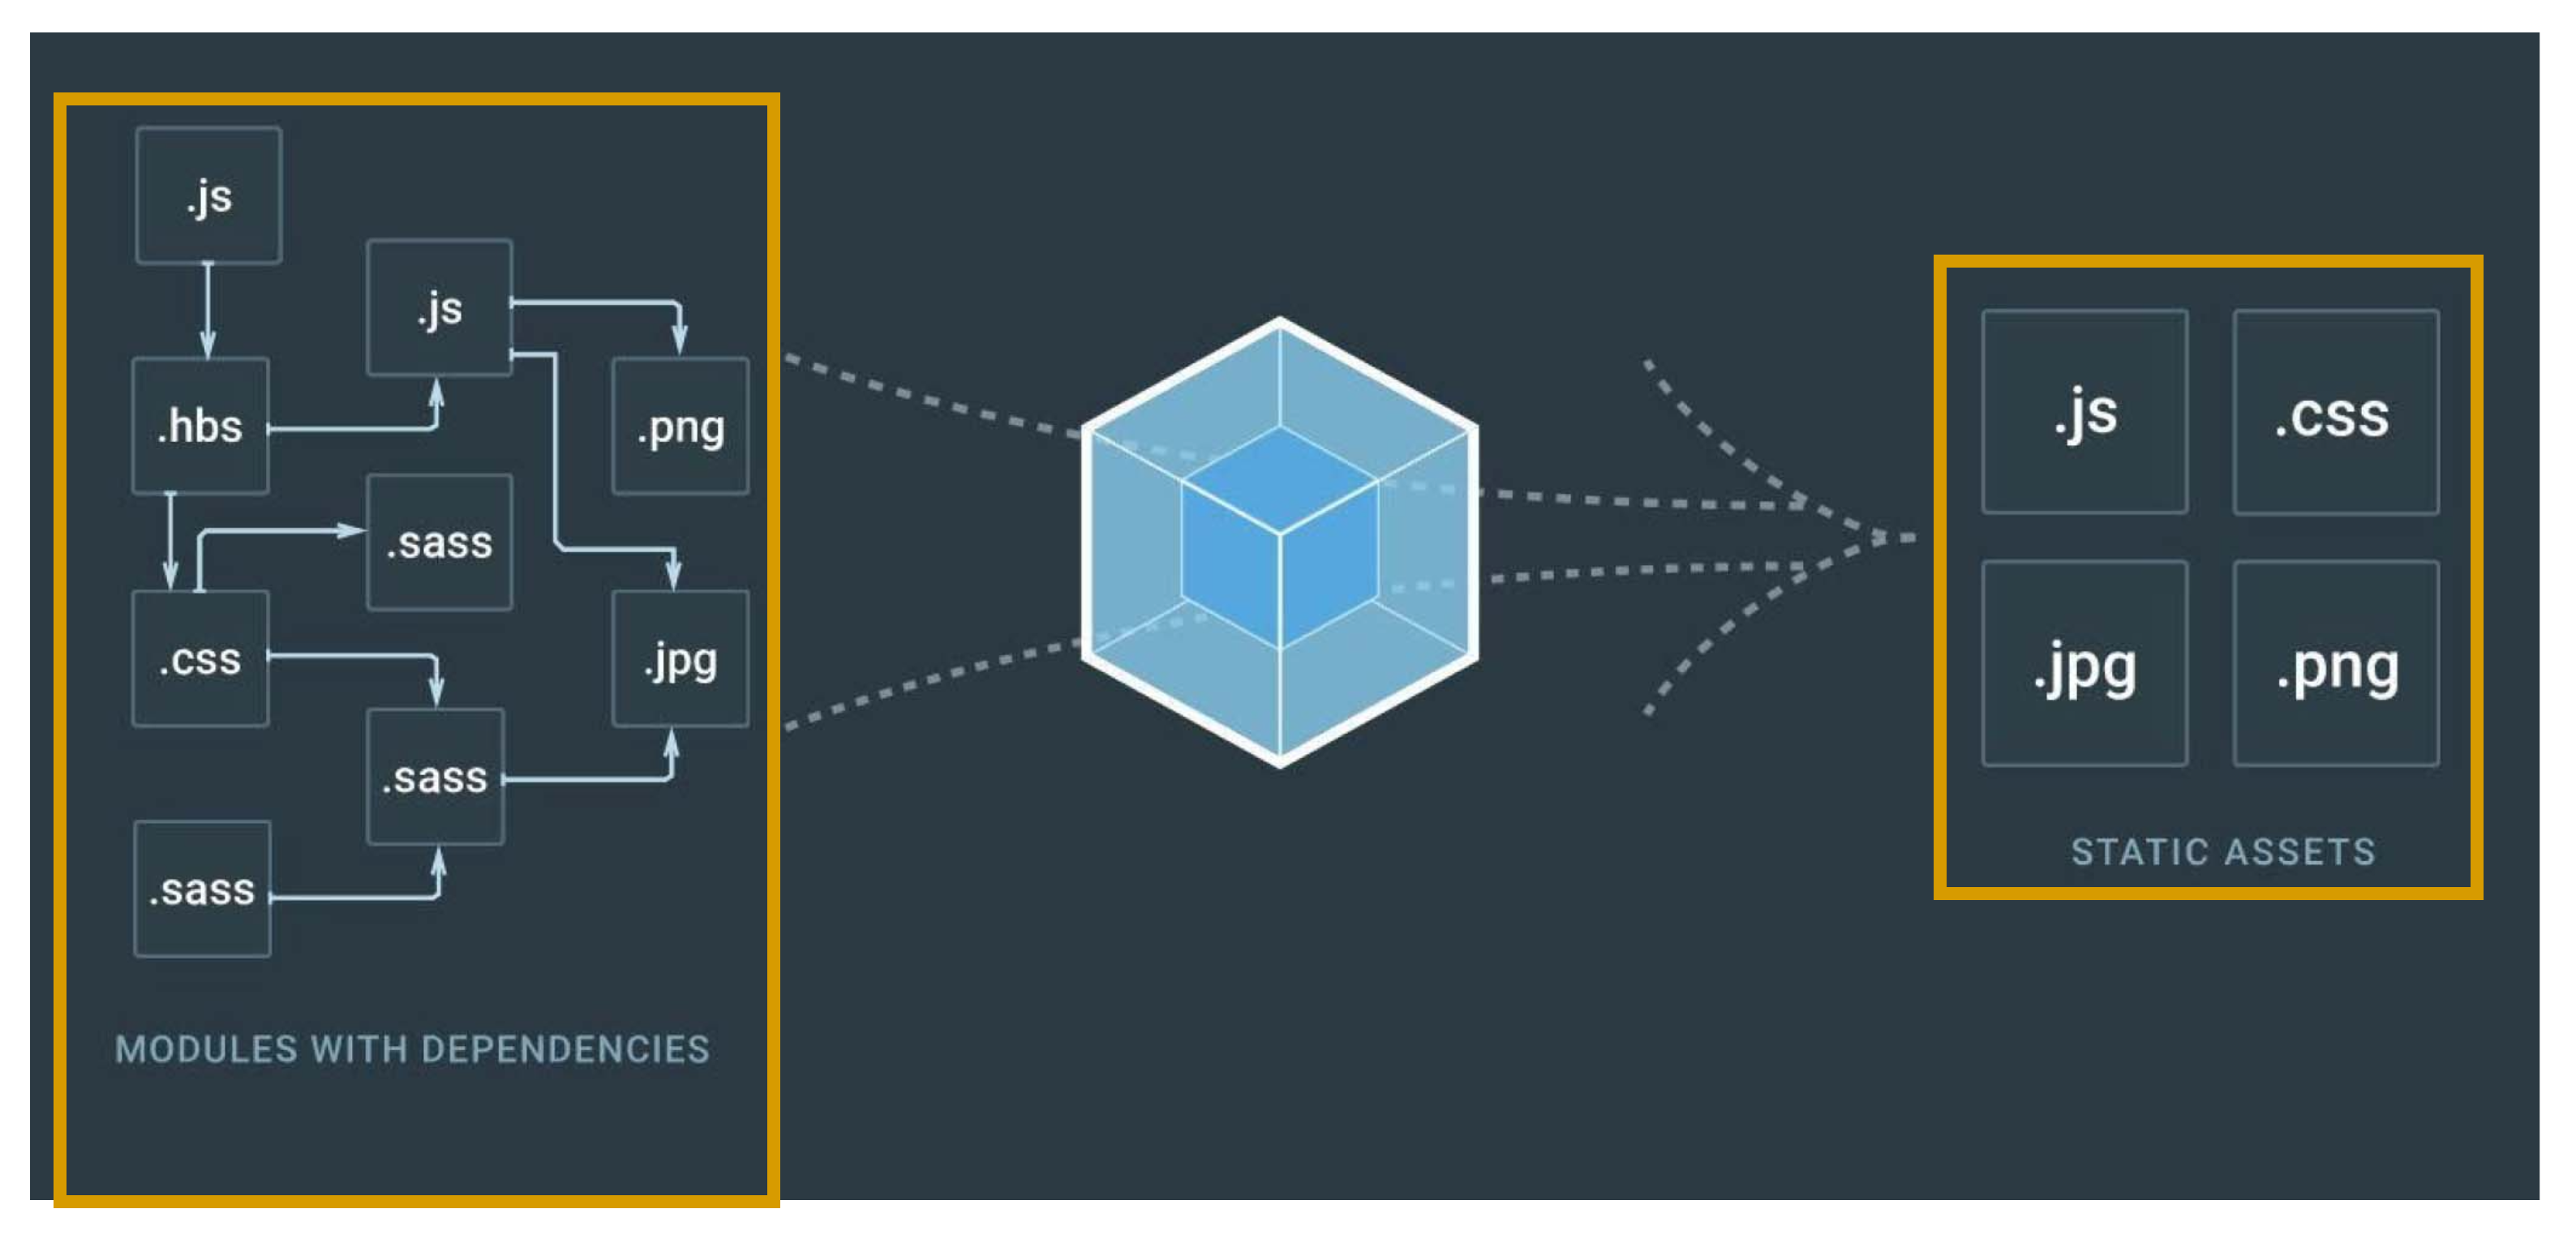 .js
.js
.hbs
.png
.sass
.css
.jpg
.sass
.sass
MODULES WITH DEPENDENCIES
.js
.css
.jpg
.png
STATIC ASSETS